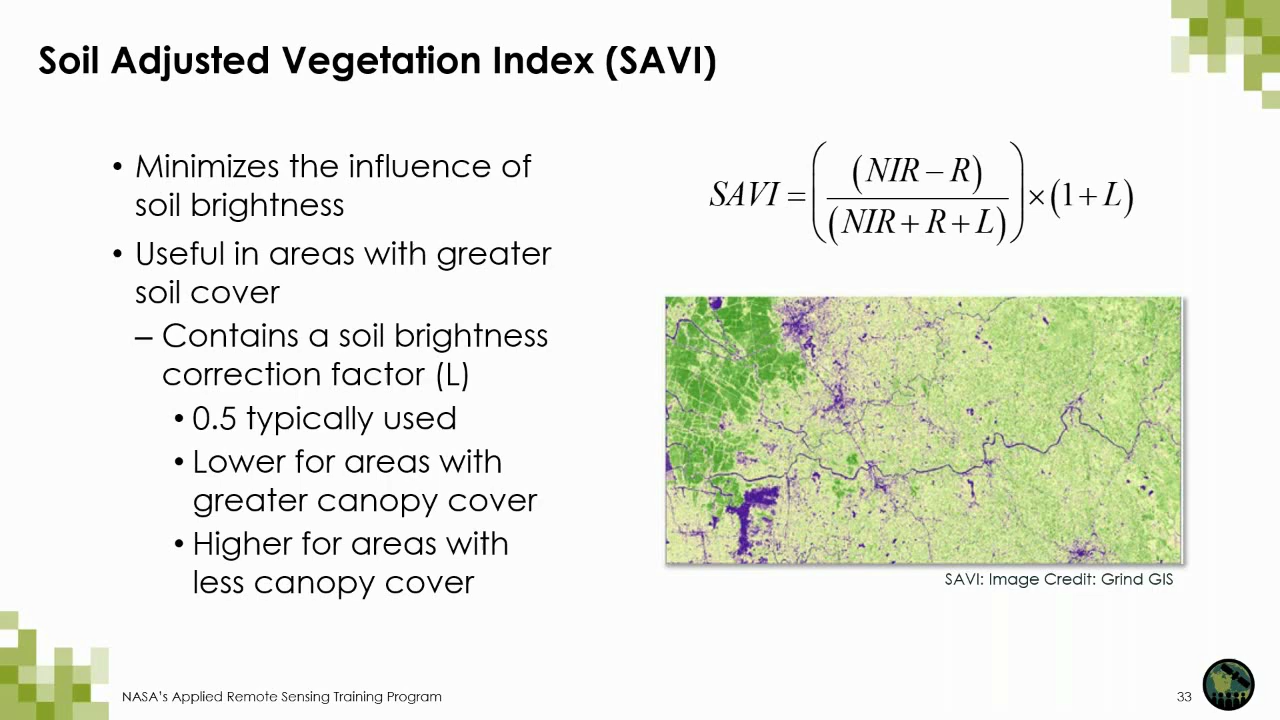 Soil Adjusted Vegetation Index (SAVI)
• Minimizes the influence of
soil brightness
• Useful in areas with greater
soil cover
– Contains a soil brightness
correction factor (L)
• 0.5 typically used
• Lower for areas with
greater canopy cover
• Higher for areas with
less canopy cover
SAVI = ( (NIR − R) / (NIR + R + L) ) × (1 + L)
SAVI: Image Credit: Grind GIS
NASA's Applied Remote Sensing Training Program
33